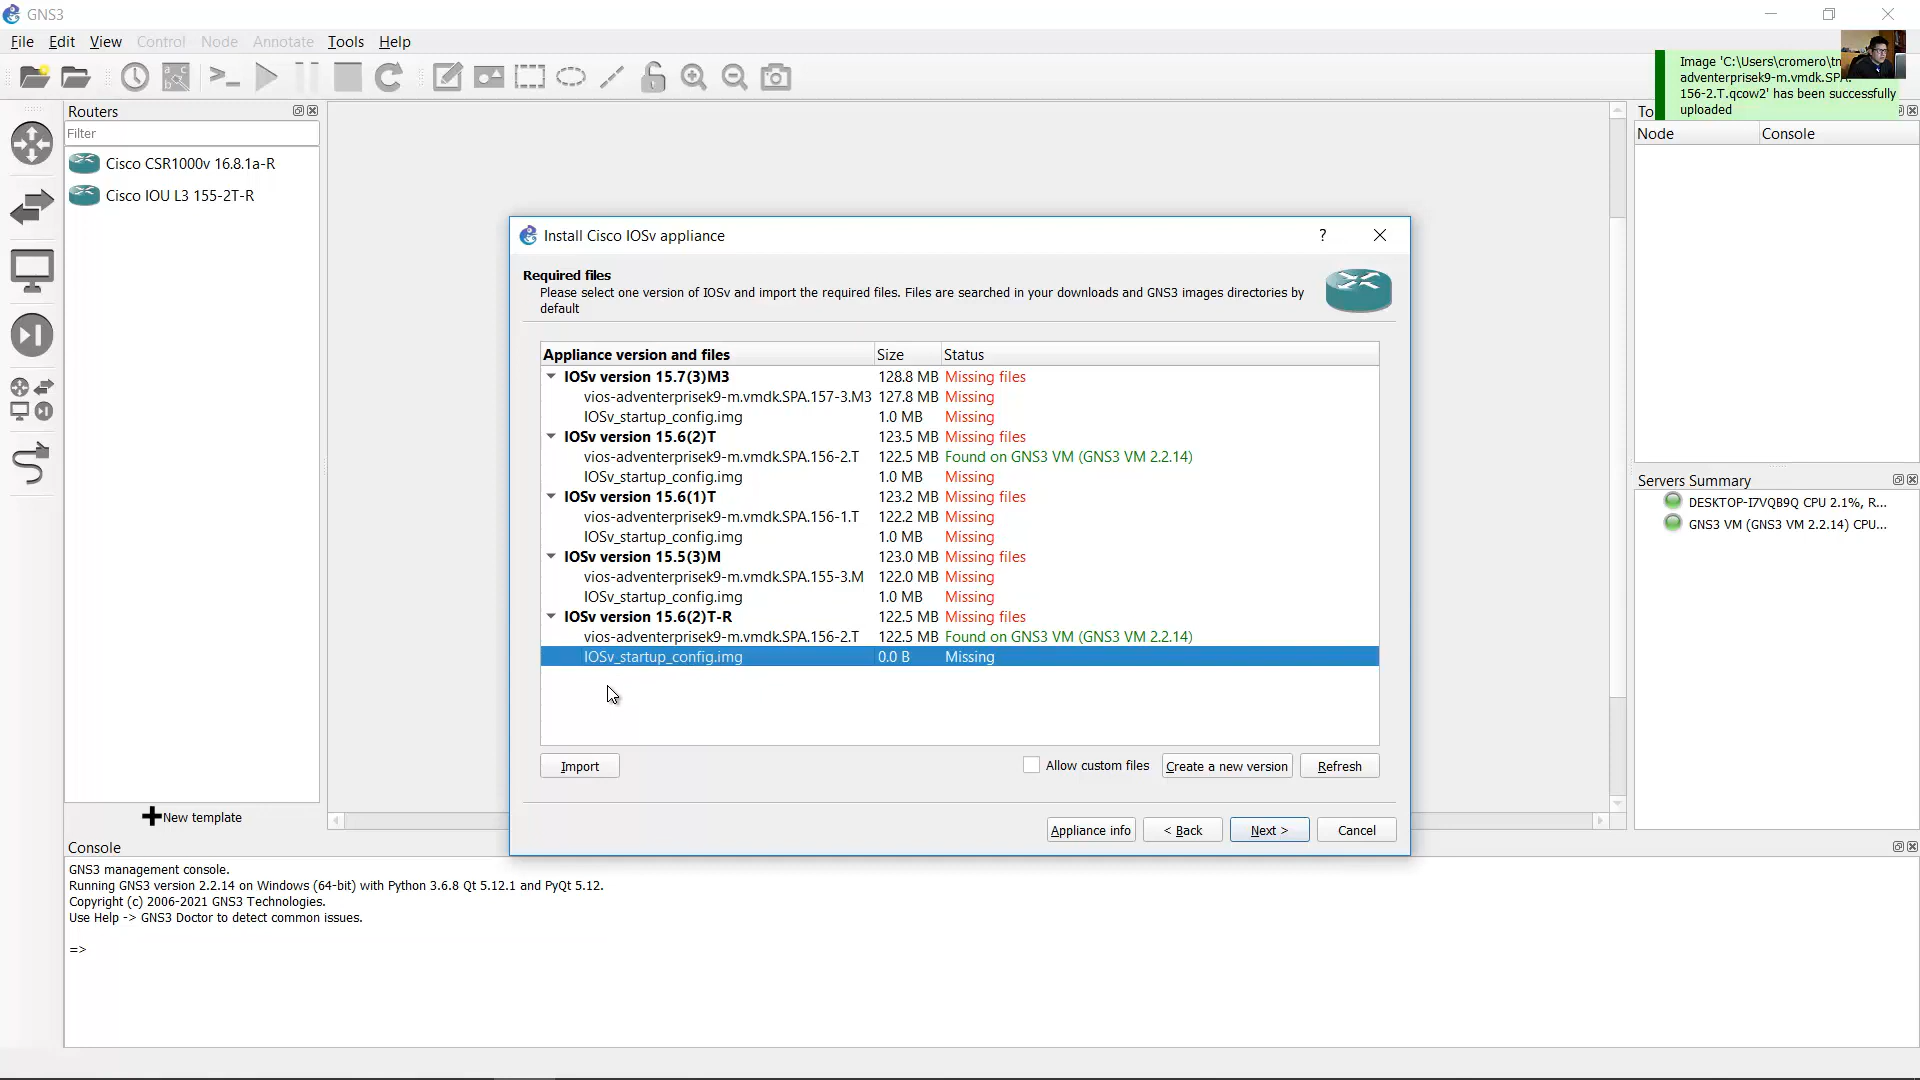 GNS3
File Edit View Control Node Annotate Tools Help
Image 'C:\Users\cromero\tn
adventerprisek9-m.vmdk.SPA.
156-2.T.qcow2' has been successfully
uploaded
Routers
Filter
Cisco CSR1000v 16.8.1a-R
Cisco IOU L3 155-2T-R
New template
Install Cisco IOSv appliance
?
Required files
Please select one version of IOSv and import the required files. Files are searched in your downloads and GNS3 images directories by
default
Appliance version and files Size Status
IOSv version 15.7(3)M3 128.8 MB Missing files
vios-adventerprisek9-m.vmdk.SPA.157-3.M3 127.8 MB Missing
IOSv_startup_config.img 1.0 MB Missing
IOSv version 15.6(2)T 123.5 MB Missing files
vios-adventerprisek9-m.vmdk.SPA.156-2.T 122.5 MB Found on GNS3 VM (GNS3 VM 2.2.14)
IOSv_startup_config.img 1.0 MB Missing
IOSv version 15.6(1)T 123.2 MB Missing files
vios-adventerprisek9-m.vmdk.SPA.156-1.T 122.2 MB Missing
IOSv_startup_config.img 1.0 MB Missing
IOSv version 15.5(3)M 123.0 MB Missing files
vios-adventerprisek9-m.vmdk.SPA.155-3.M 122.0 MB Missing
IOSv_startup_config.img 1.0 MB Missing
IOSv version 15.6(2)T-R 122.5 MB Missing files
vios-adventerprisek9-m.vmdk.SPA.156-2.T 122.5 MB Found on GNS3 VM (GNS3 VM 2.2.14)
IOSv_startup_config.img 0.0 B Missing
Import Allow custom files Create a new version Refresh
Appliance info < Back Next > Cancel
To
Node Console
Servers Summary
DESKTOP-I7VQB9Q CPU 2.1%, R...
GNS3 VM (GNS3 VM 2.2.14) CPU...
Console
GNS3 management console.
Running GNS3 version 2.2.14 on Windows (64-bit) with Python 3.6.8 Qt 5.12.1 and PyQt 5.12.
Copyright (c) 2006-2021 GNS3 Technologies.
Use Help -> GNS3 Doctor to detect common issues.
=>